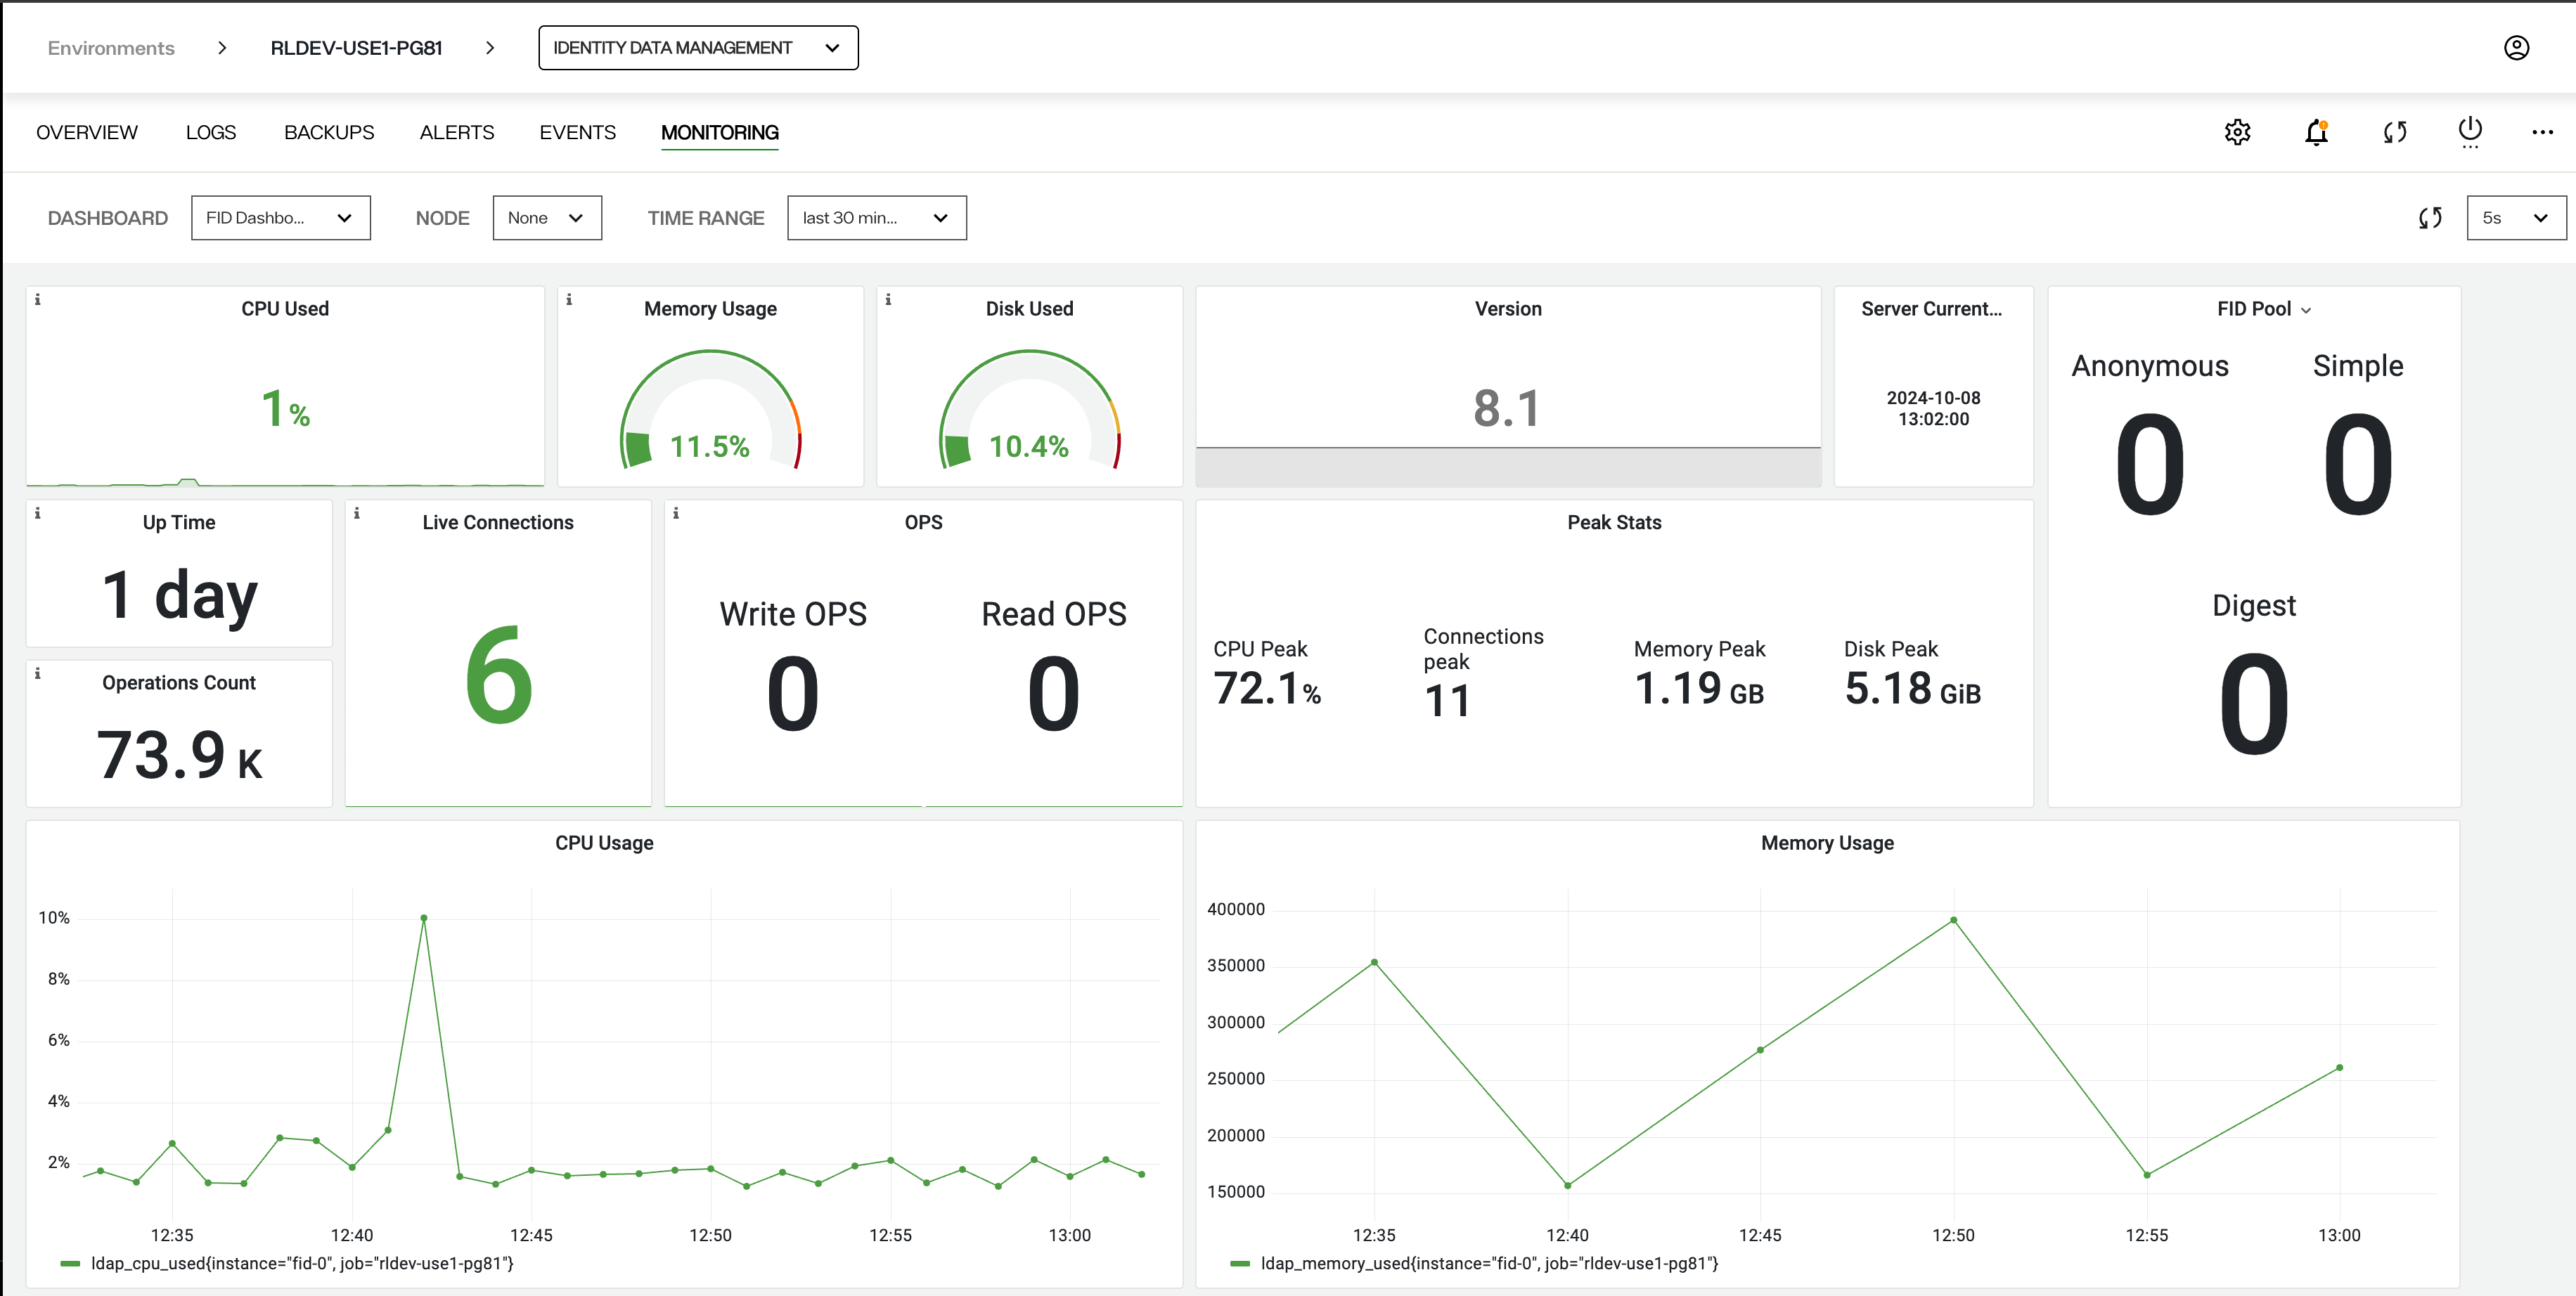 Environments > RLDEV-USE1-PG81 > IDENTITY DATA MANAGEMENT
OVERVIEW LOGS BACKUPS ALERTS EVENTS MONITORING
DASHBOARD FID Dashbo... NODE None TIME RANGE last 30 min... 5s
CPU Used
1%
Memory Usage
11.5%
Disk Used
10.4%
Version
8.1
Server Current...
2024-10-08
13:02:00
FID Pool
Anonymous Simple
0 0
Digest
0
Up Time
1 day
Operations Count
73.9 K
Live Connections
6
OPS
Write OPS Read OPS
0 0
Peak Stats
CPU Peak
72.1%
Connections
peak
11
Memory Peak
1.19 GB
Disk Peak
5.18 GiB
CPU Usage
10%
8%
6%
4%
2%
12:35 12:40 12:45 12:50 12:55 13:00
ldap_cpu_used{instance="fid-0", job="rldev-use1-pg81"}
Memory Usage
400000
350000
300000
250000
200000
150000
12:35 12:40 12:45 12:50 12:55 13:00
ldap_memory_used{instance="fid-0", job="rldev-use1-pg81"}